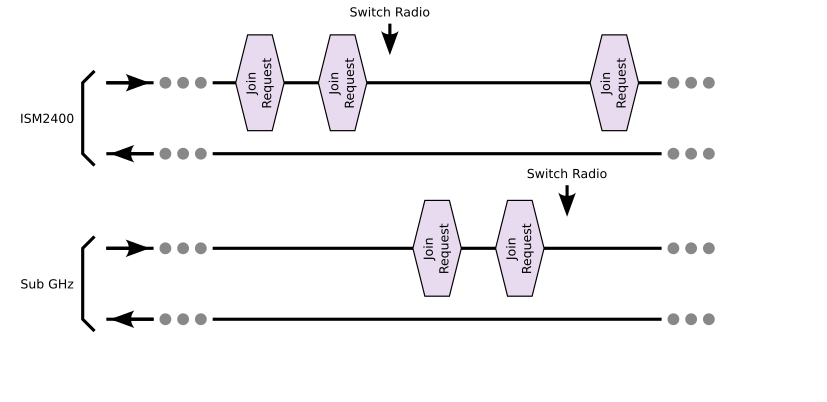 Switch Radio
Join
Request
Join
Request
Join
Request
ISM2400
Switch Radio
Join
Request
Join
Request
Sub GHz